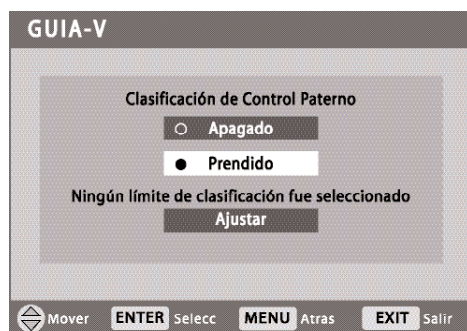 GUIA-V
Clasificación de Control Paterno
Apagado
Prendido
Ningún límite de clasificación fue seleccionado
Ajustar
Mover ENTER Selecc MENU Atras EXIT Salir